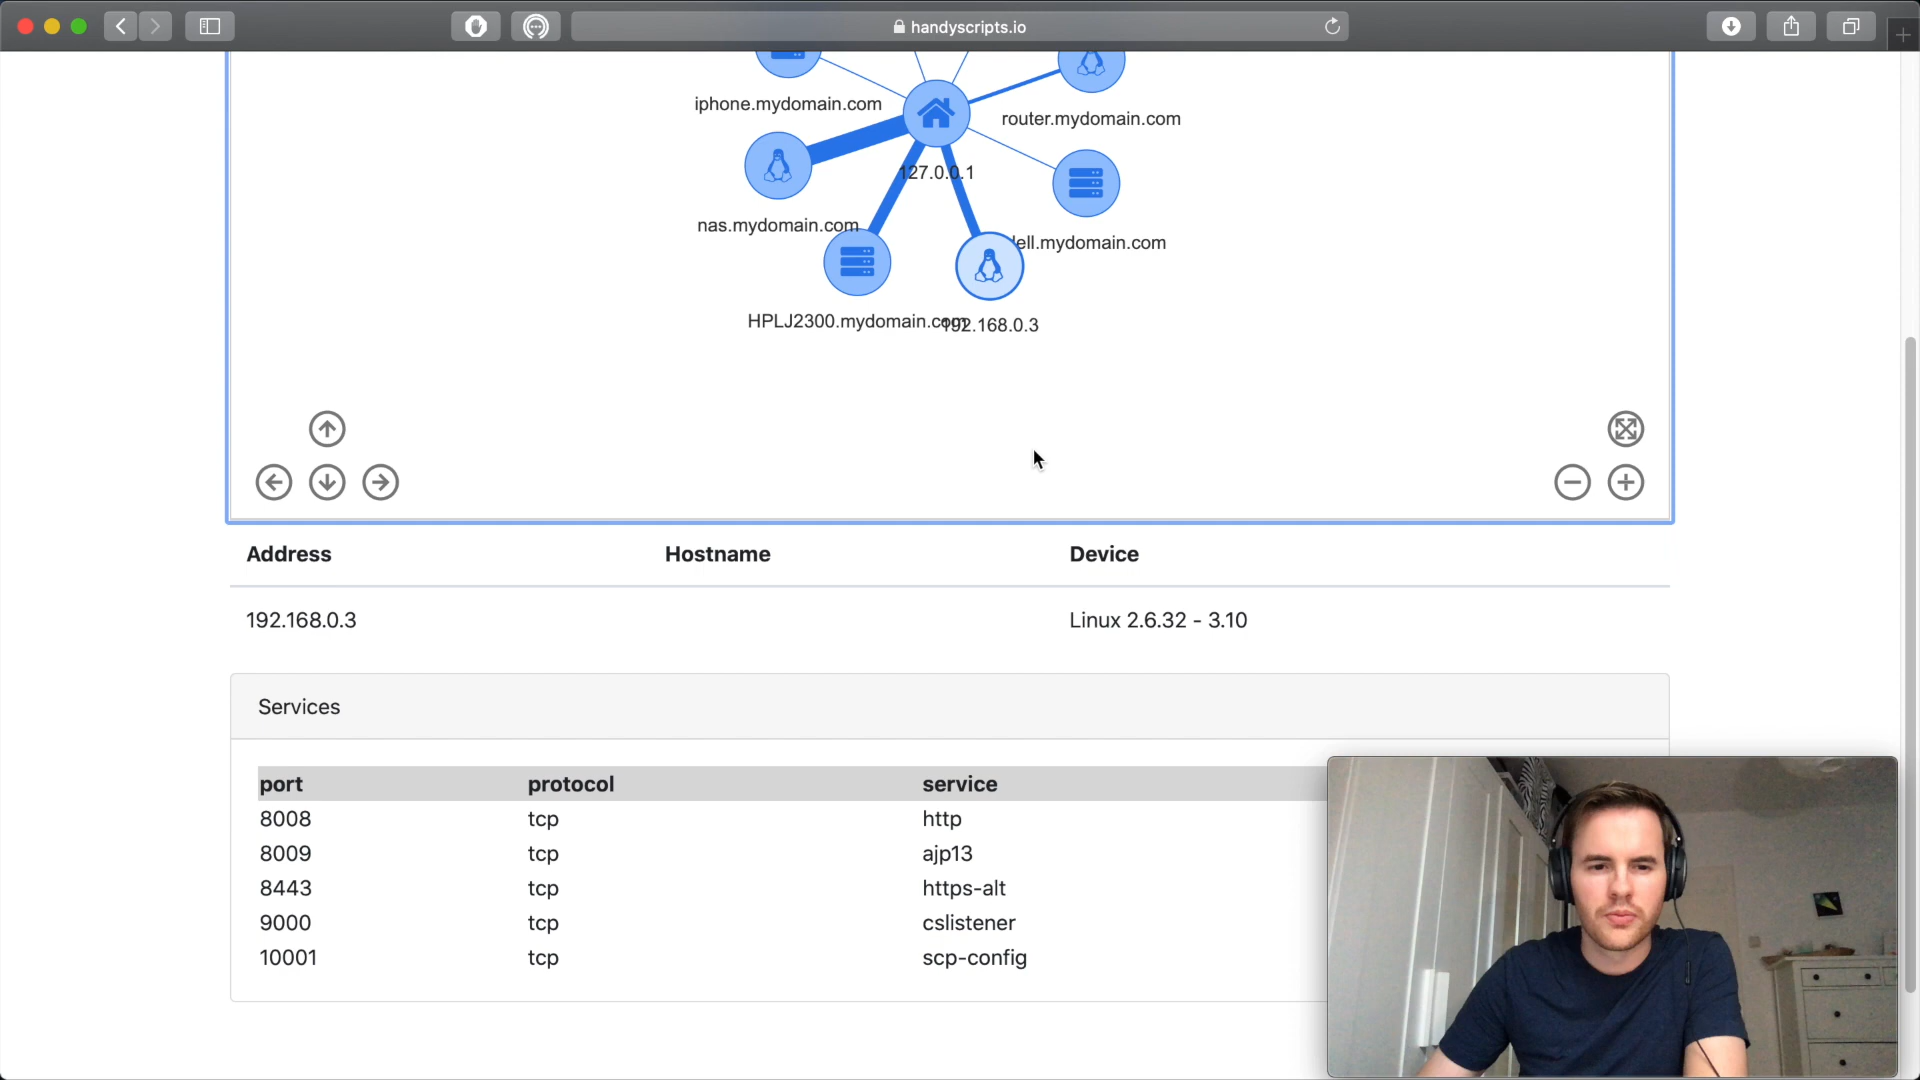 handyscripts.io
iphone.mydomain.com
router.mydomain.com
127.0.0.1
nas.mydomain.com
ell.mydomain.com
HPLJ2300.mydomain.com
192.168.0.3
Address Hostname Device
192.168.0.3 Linux 2.6.32 - 3.10
Services
port protocol service
8008 tcp http
8009 tcp ajp13
8443 tcp https-alt
9000 tcp cslistener
10001 tcp scp-config